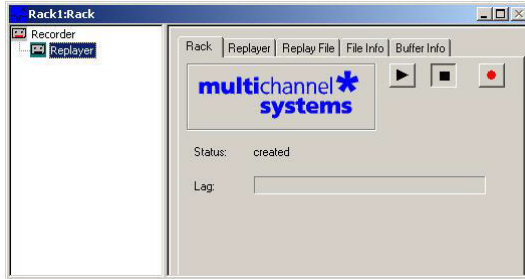 Rack1:Rack
Recorder
Replayer
Rack Replayer Replay File File Info Buffer Info
multichannel
systems
Status: created
Lag: